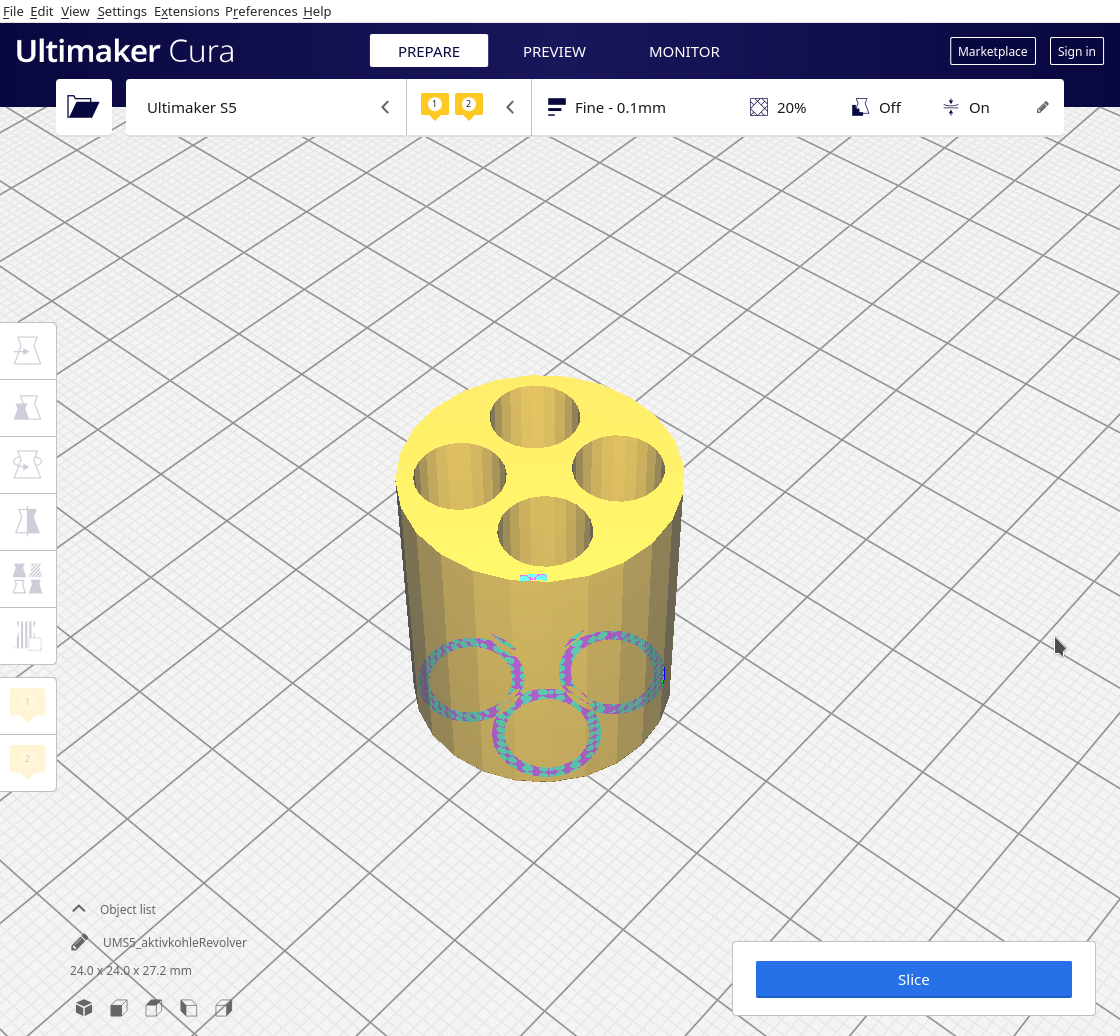 File Edit View Settings Extensions Preferences Help
Ultimaker Cura PREPARE PREVIEW MONITOR Marketplace Sign in
Ultimaker S5 1 2 Fine - 0.1mm 20% Off On
1
2
Object list
UMS5_aktivkohleRevolver
24.0 x 24.0 x 27.2 mm
Slice